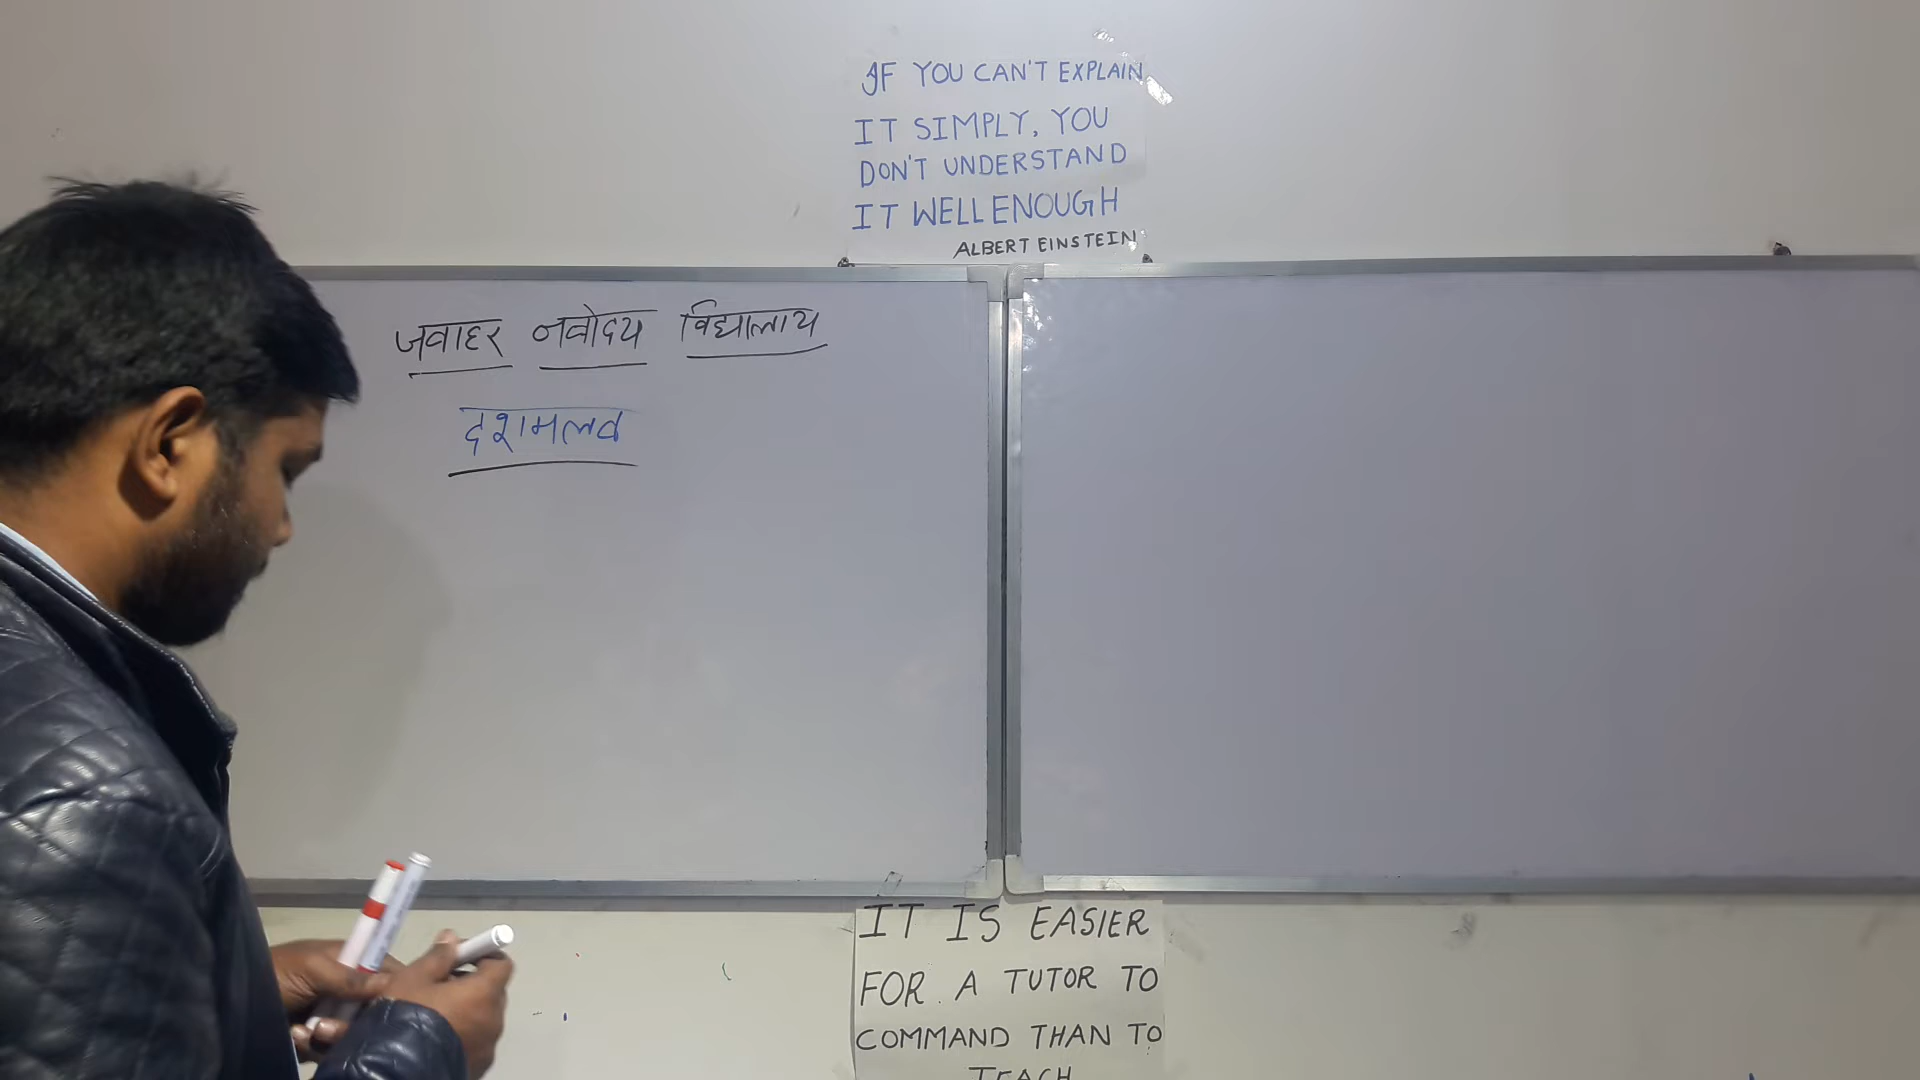 IF YOU CAN'T EXPLAIN
IT SIMPLY, YOU
DON'T UNDERSTAND
IT WELL ENOUGH
ALBERT EINSTEIN
जवाहर नवोदय विद्यालाय
दशमलव
IT IS EASIER
FOR A TUTOR TO
COMMAND THAN TO
TEACH